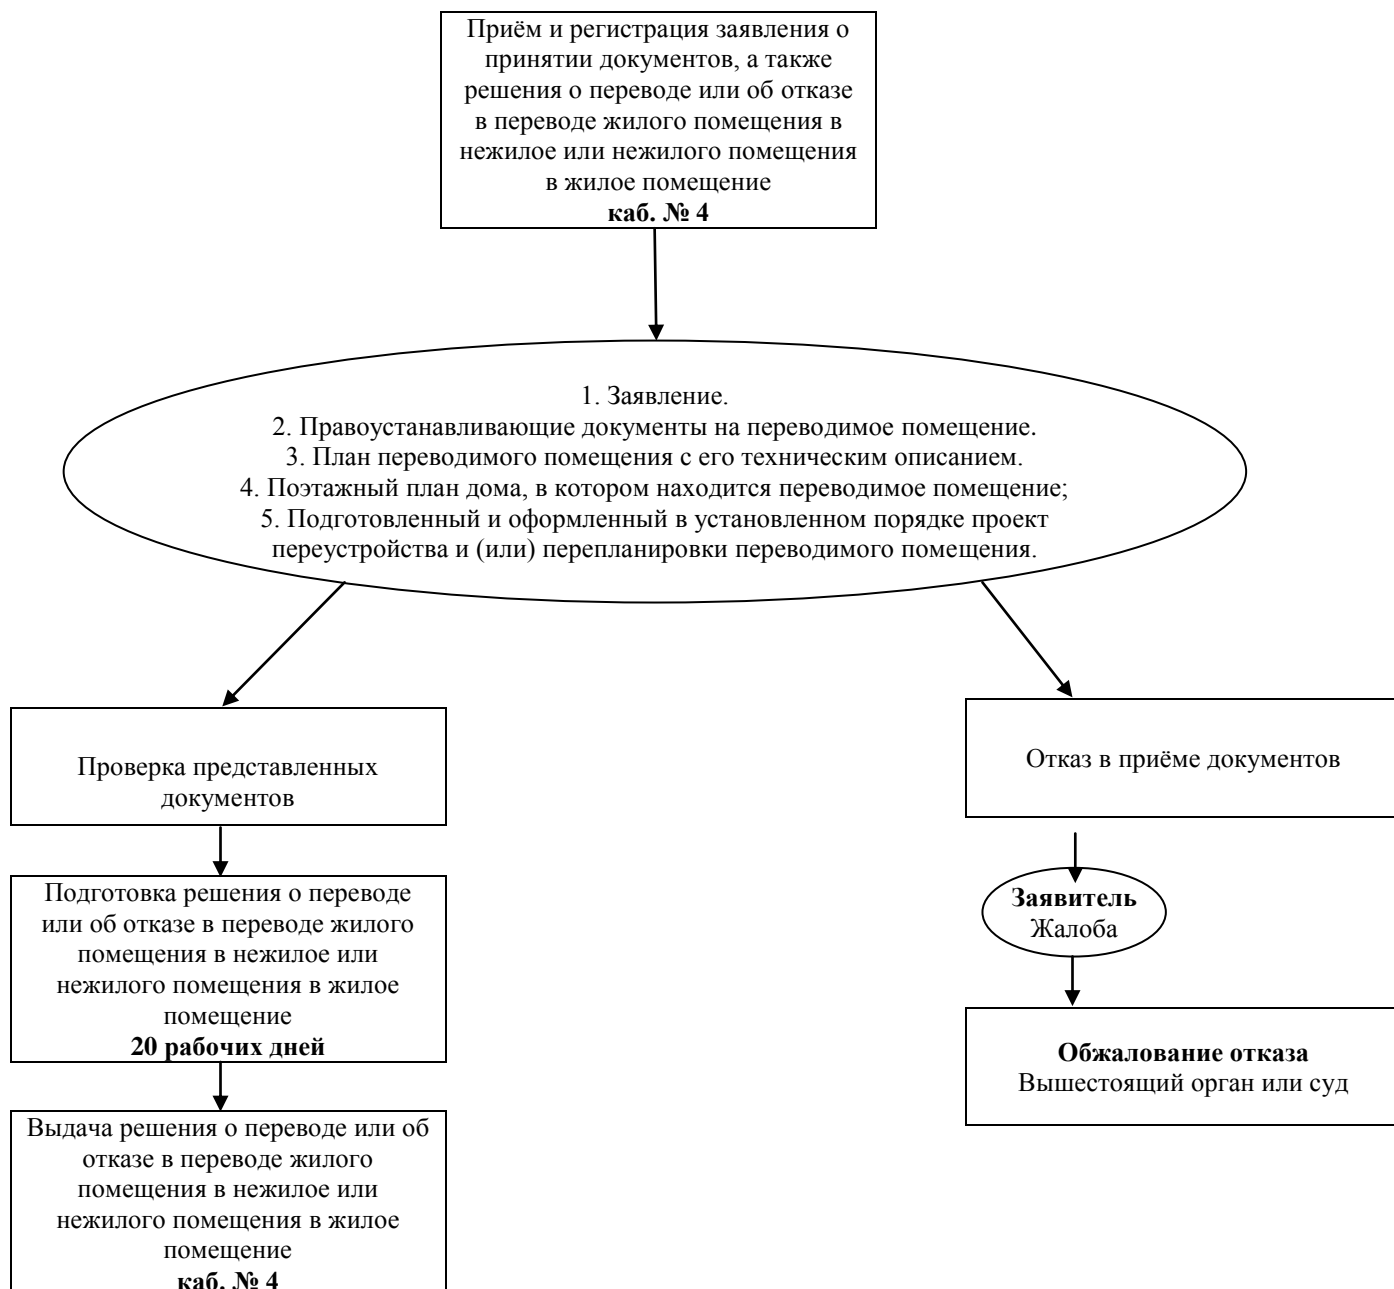 Приём и регистрация заявления о
принятии документов, а также
решения о переводе или об отказе
в переводе жилого помещения в
нежилое или нежилого помещения
в жилое помещение
каб. № 4
1. Заявление.
2. Правоустанавливающие документы на переводимое помещение.
3. План переводимого помещения с его техническим описанием.
4. Поэтажный план дома, в котором находится переводимое помещение;
5. Подготовленный и оформленный в установленном порядке проект
переустройства и (или) перепланировки переводимого помещения.
Проверка представленных
документов
Подготовка решения о переводе
или об отказе в переводе жилого
помещения в нежилое или
нежилого помещения в жилое
помещение
20 рабочих дней
Выдача решения о переводе или об
отказе в переводе жилого
помещения в нежилое или
нежилого помещения в жилое
помещение
каб. № 4
Отказ в приёме документов
Заявитель
Жалоба
Обжалование отказа
Вышестоящий орган или суд